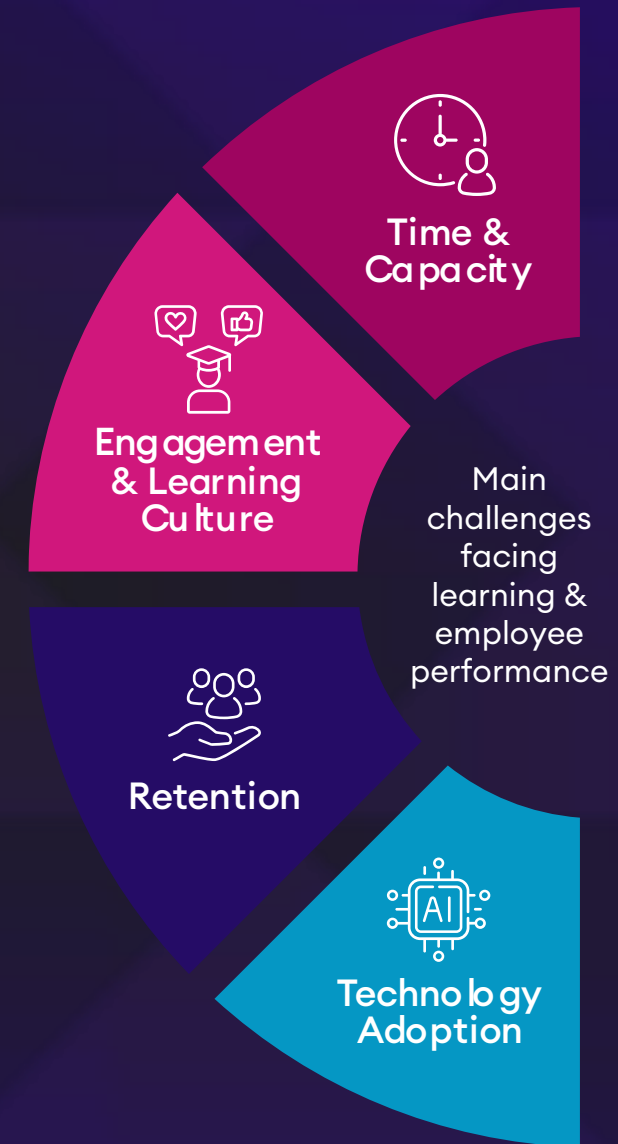 Time &
Capacity
Engagement
& Learning
Culture
Main
challenges
facing
learning &
employee
performance
Retention
AI
Technology
Adoption